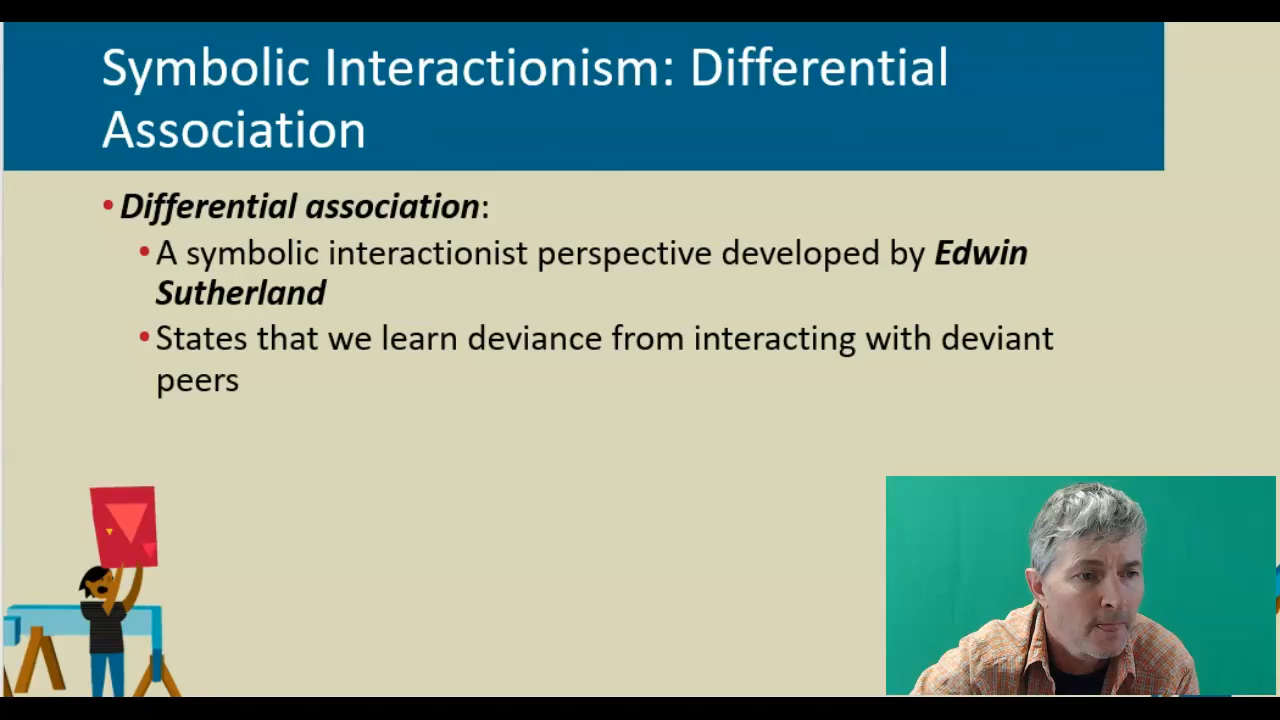 Symbolic Interactionism: Differential
Association
• Differential association:
• A symbolic interactionist perspective developed by Edwin
Sutherland
• States that we learn deviance from interacting with deviant
peers